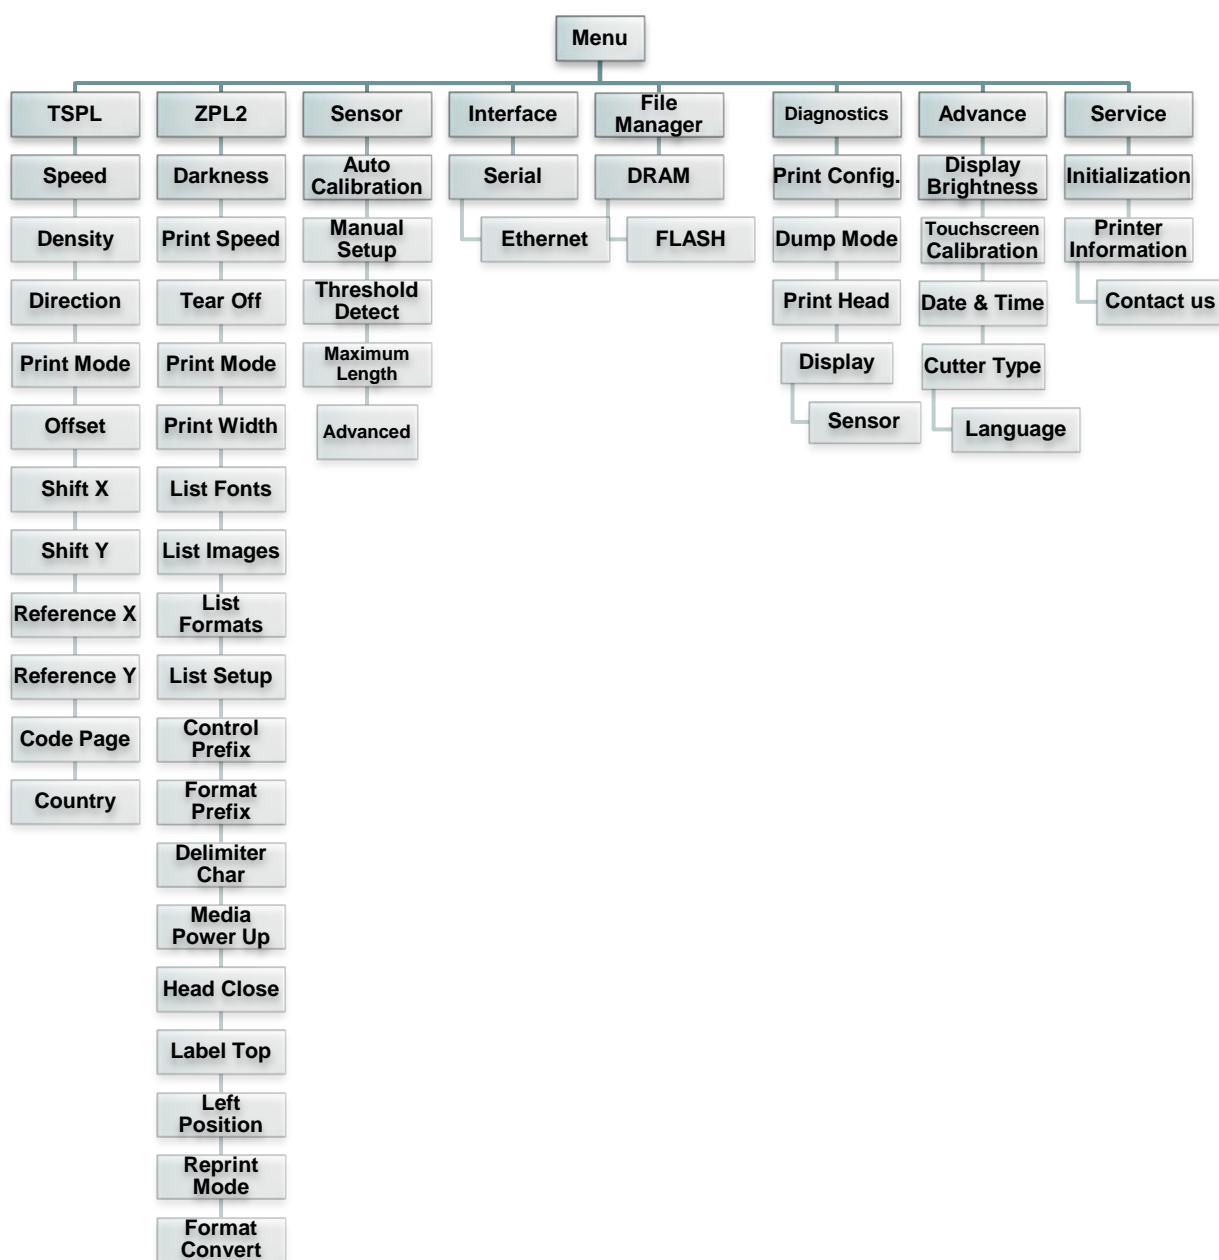 Menu
TSPL
Speed
Density
Direction
Print Mode
Offset
Shift X
Shift Y
Reference X
Reference Y
Code Page
Country
ZPL2
Darkness
Print Speed
Tear Off
Print Mode
Print Width
List Fonts
List Images
List
Formats
List Setup
Control
Prefix
Format
Prefix
Delimiter
Char
Media
Power Up
Head Close
Label Top
Left
Position
Reprint
Mode
Format
Convert
Sensor
Auto
Calibration
Manual
Setup
Threshold
Detect
Maximum
Length
Advanced
Interface
Serial
Ethernet
File
Manager
DRAM
FLASH
Diagnostics
Print Config.
Dump Mode
Print Head
Display
Sensor
Advance
Display
Brightness
Touchscreen
Calibration
Date & Time
Cutter Type
Language
Service
Initialization
Printer
Information
Contact us